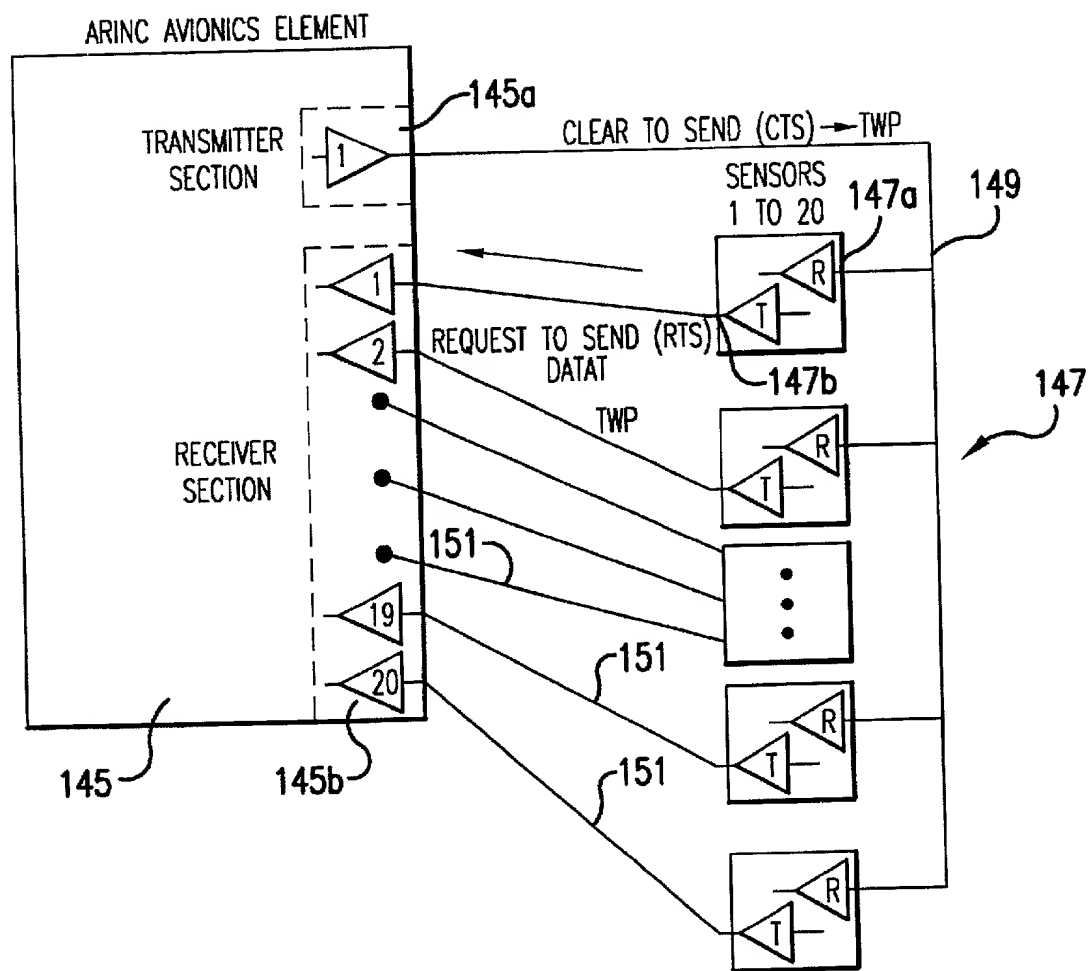 ARINC AVIONICS ELEMENT
145a
TRANSMITTER
SECTION
1
CLEAR TO SEND (CTS) → TWP
SENSORS
1 TO 20
147a
149
R
1
T
2
REQUEST TO SEND (RTS)
DATAT
147b
147
TWP
R
T
RECEIVER
SECTION
151
19
151
R
T
20
145
145b
151
R
T